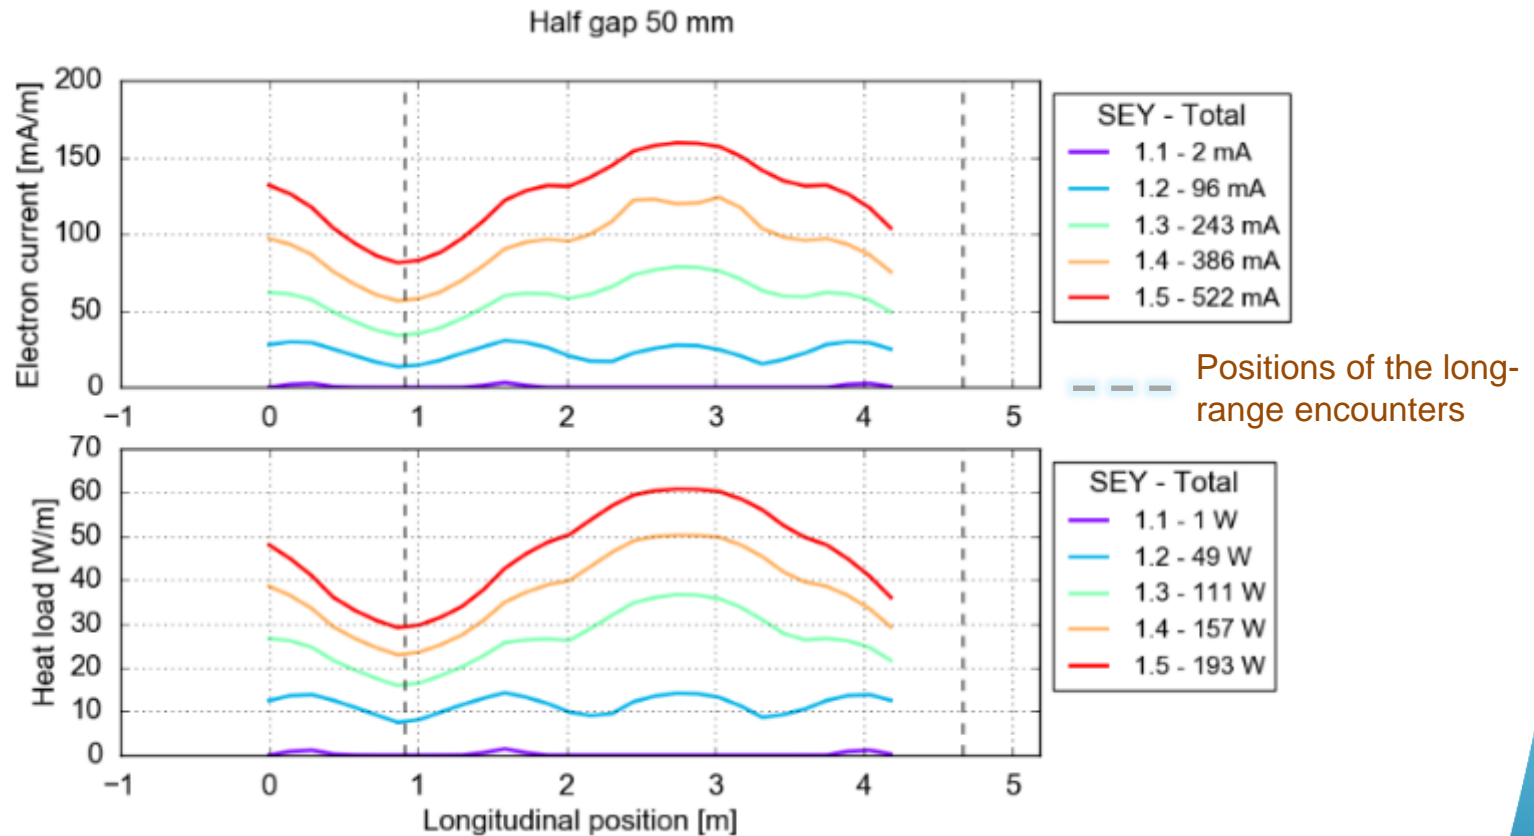 Half gap 50 mm
Electron current [mA/m]
200
150
100
50
0
−1 0 1 2 3 4 5
SEY - Total
1.1 - 2 mA
1.2 - 96 mA
1.3 - 243 mA
1.4 - 386 mA
1.5 - 522 mA
Positions of the long-
range encounters
Heat load [W/m]
70
60
50
40
30
20
10
0
−1 0 1 2 3 4 5
Longitudinal position [m]
SEY - Total
1.1 - 1 W
1.2 - 49 W
1.3 - 111 W
1.4 - 157 W
1.5 - 193 W